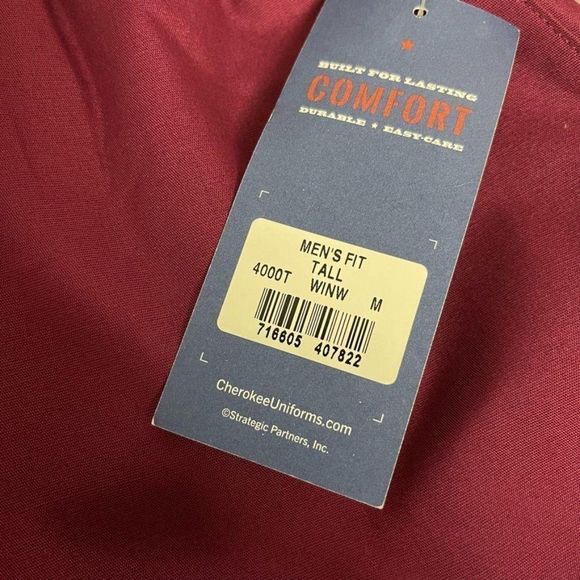 BUILT FOR LASTING
COMFORT
DURABLE ★ EASY-CARE
MEN'S FIT
TALL
4000T WINW M
716605 407822
CherokeeUniforms.com
©Strategic Partners, Inc.